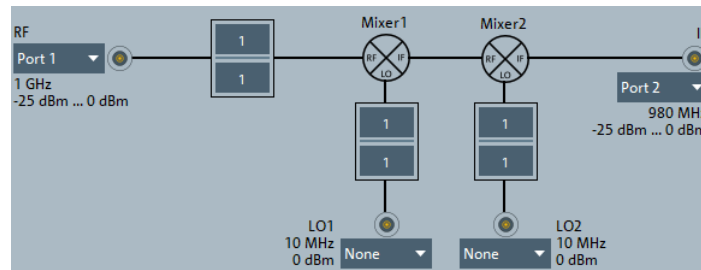 Mixer1
Mixer2
RF
Port 1
1 GHz
-25 dBm ... 0 dBm
1
1
RF
IF
LO
RF
IF
LO
Port 2
980 MHz
-25 dBm ... 0 dBm
1
1
1
1
LO1
10 MHz
0 dBm
None
None
LO2
10 MHz
0 dBm